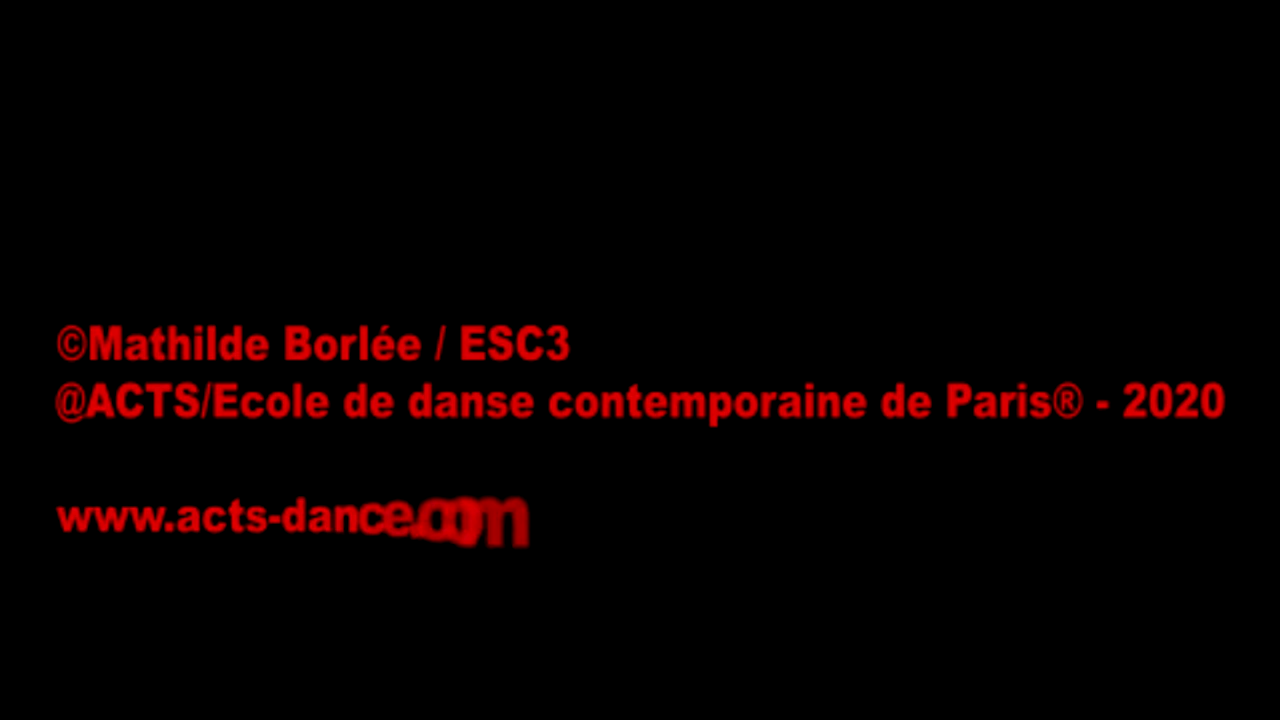 ©Mathilde Borlée / ESC3
@ACTS/Ecole de danse contemporaine de Paris® - 2020
www.acts-dance.com